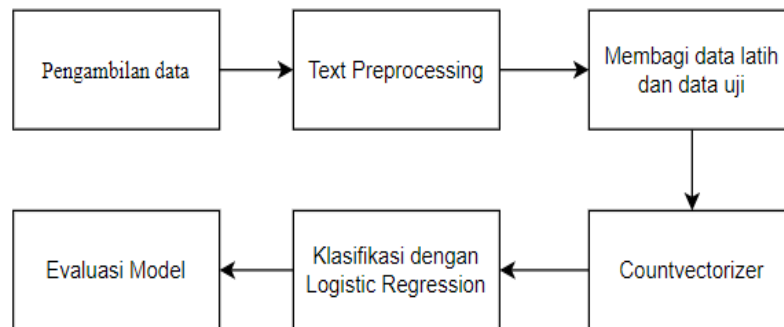 Pengambilan data
Text Preprocessing
Membagi data latih
dan data uji
Countvectorizer
Klasifikasi dengan
Logistic Regression
Evaluasi Model